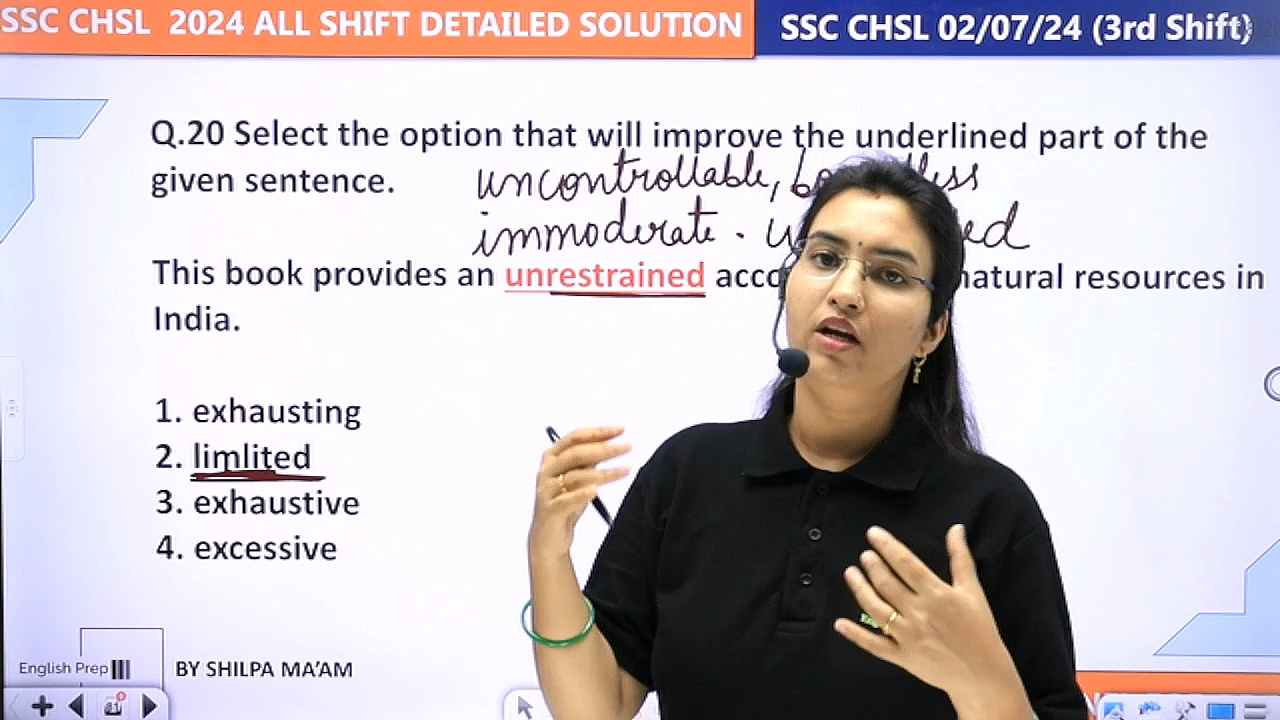 SSC CHSL 2024 ALL SHIFT DETAILED SOLUTION
SSC CHSL 02/07/24 (3rd Shift)
Q.20 Select the option that will improve the underlined part of the
given sentence.
uncontrollable,
immoderate.
This book provides an unrestrained natural resources in
India.
1. exhausting
2. limlited
3. exhaustive
4. excessive
English Prep
BY SHILPA MA'AM